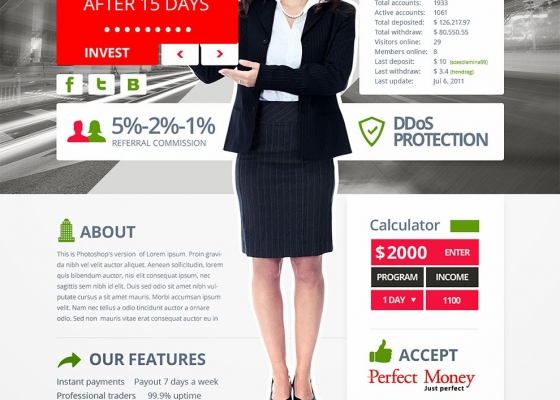 AFTER 15 DAYS
INVEST
Total accounts: 1933
Active accounts: 1061
Total deposited: $ 126,217.97
Total withdraw: $ 80,550.55
Visitors online: 29
Members online: 8
Last deposit: $ 10
Last withdraw: $ 3.4 (hendrag)
Last update: Jul 6, 2011
f t B
5%-2%-1%
REFERRAL COMMISSION
DDoS
PROTECTION
ABOUT
This is Photoshop's version of Lorem Ipsum. Proin gravi-
da nibh vel velit auctor aliquet. Aenean sollicitudin, lorem
quis bibendum auctor, nisi elit consequat ipsum, nec
sagittis sem nibh id elit. Duis sed odio sit amet nibh vul-
putate cursus a sit amet mauris. Morbi accumsan ipsum
velit. Nam nec tellus a odio tincidunt auctor a ornare
odio. Sed non mauris vitae erat consequat auctor eu in
Calculator
$2000 ENTER
PROGRAM INCOME
1 DAY 1100
OUR FEATURES
Instant payments Payout 7 days a week
Professional traders 99.9% uptime
ACCEPT
Perfect Money
Just perfect